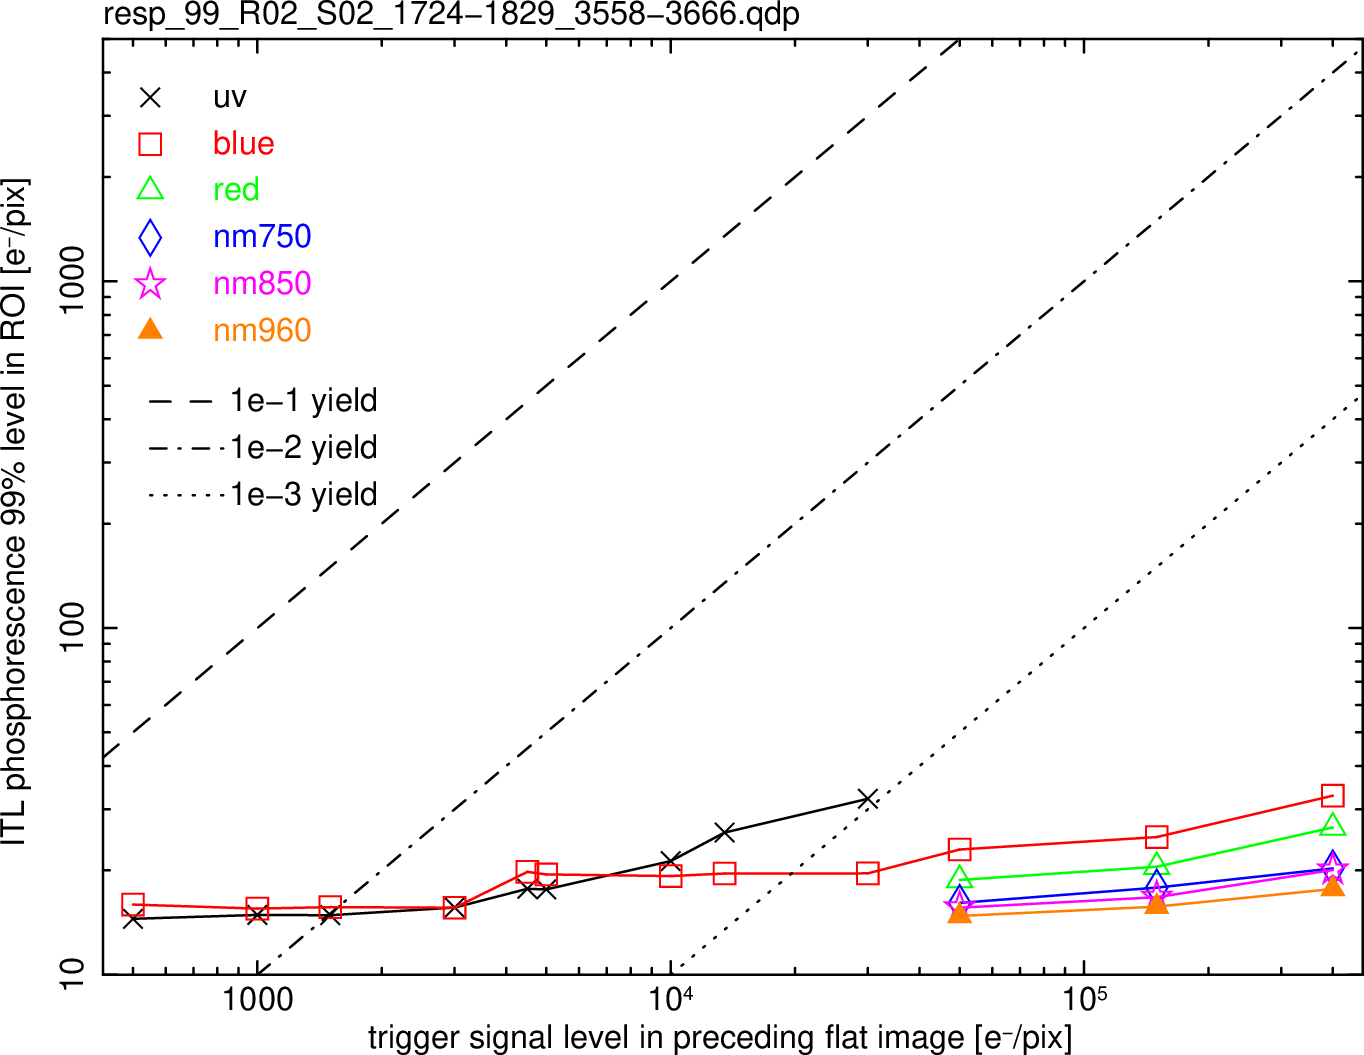 resp_99_R02_S02_1724−1829_3558−3666.qdp
ITL phosphorescence 99% level in ROI [e⁻/pix]
1000
100
10
uv
blue
red
nm750
nm850
nm960
1e−1 yield
1e−2 yield
1e−3 yield
1000
10⁴
10⁵
trigger signal level in preceding flat image [e⁻/pix]